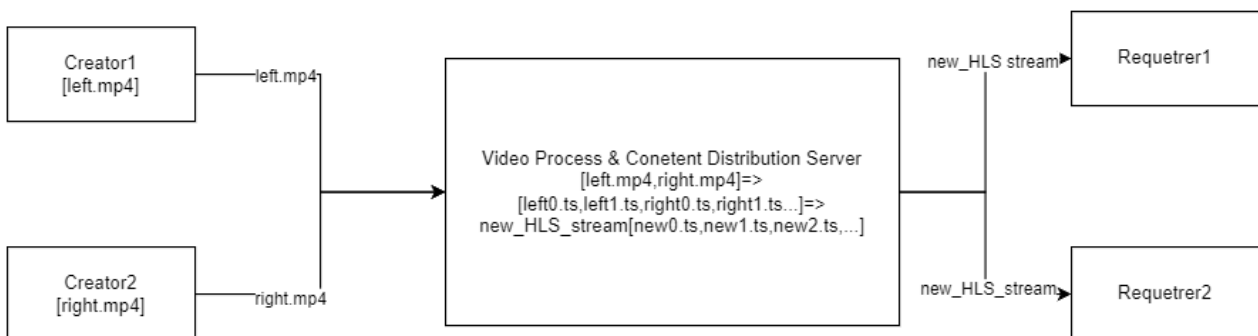 Creator1
[left.mp4]
left.mp4
Creator2
[right.mp4]
right.mp4
Video Process & Conetent Distribution Server
[left.mp4,right.mp4]=>
[left0.ts,left1.ts,right0.ts,right1.ts...]=>
new_HLS_stream[new0.ts,new1.ts,new2.ts,...]
new_HLS stream
Requetrer1
new_HLS_stream
Requetrer2